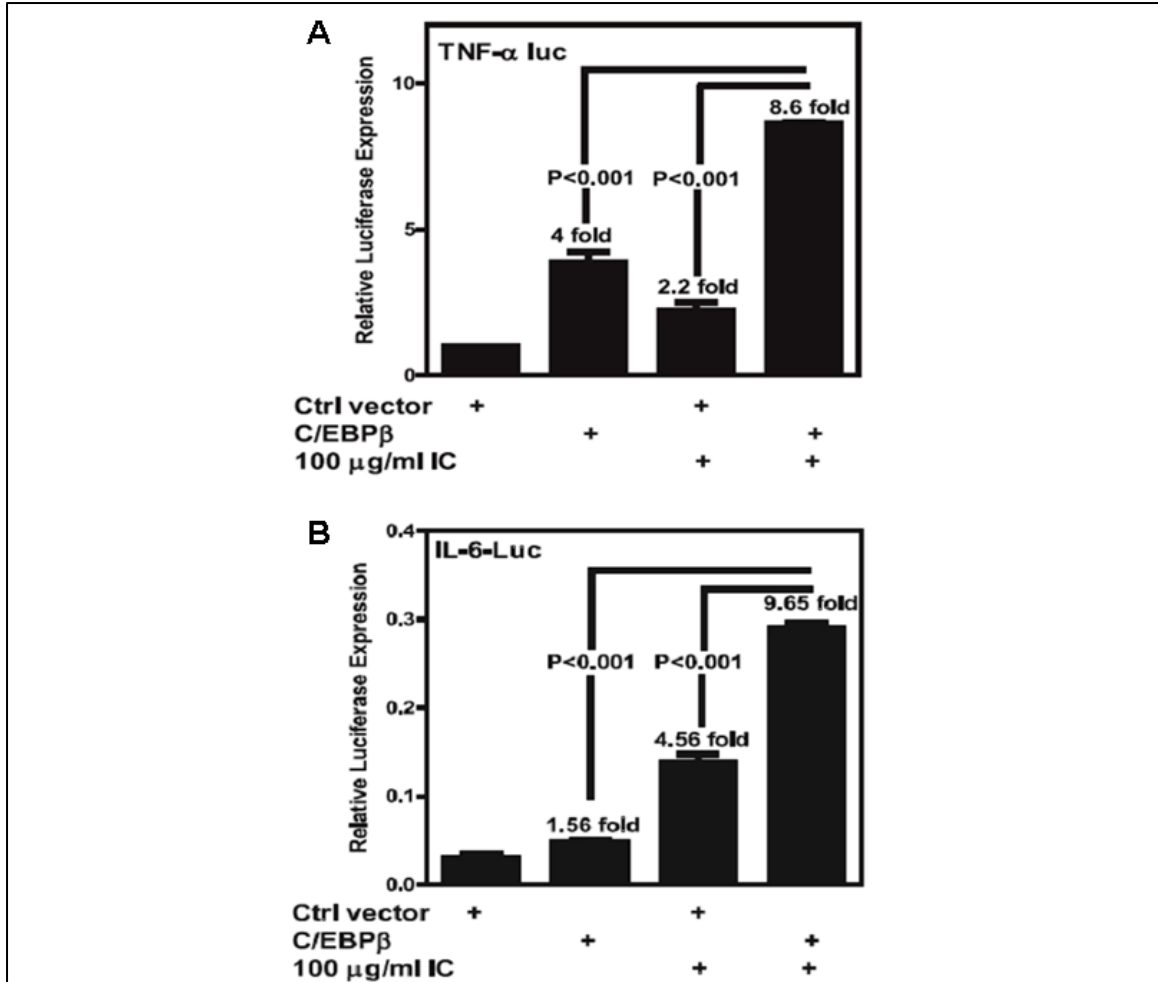 A
TNF-α luc
Relative Luciferase Expression
10
5
0
8.6 fold
P<0.001 P<0.001
4 fold
2.2 fold
Ctrl vector + +
C/EBPβ + +
100 μg/ml IC + +
B
IL-6-Luc
Relative Luciferase Expression
0.4
0.3
0.2
0.1
0.0
9.65 fold
P<0.001 P<0.001
4.56 fold
1.56 fold
Ctrl vector + +
C/EBPβ + +
100 μg/ml IC + +